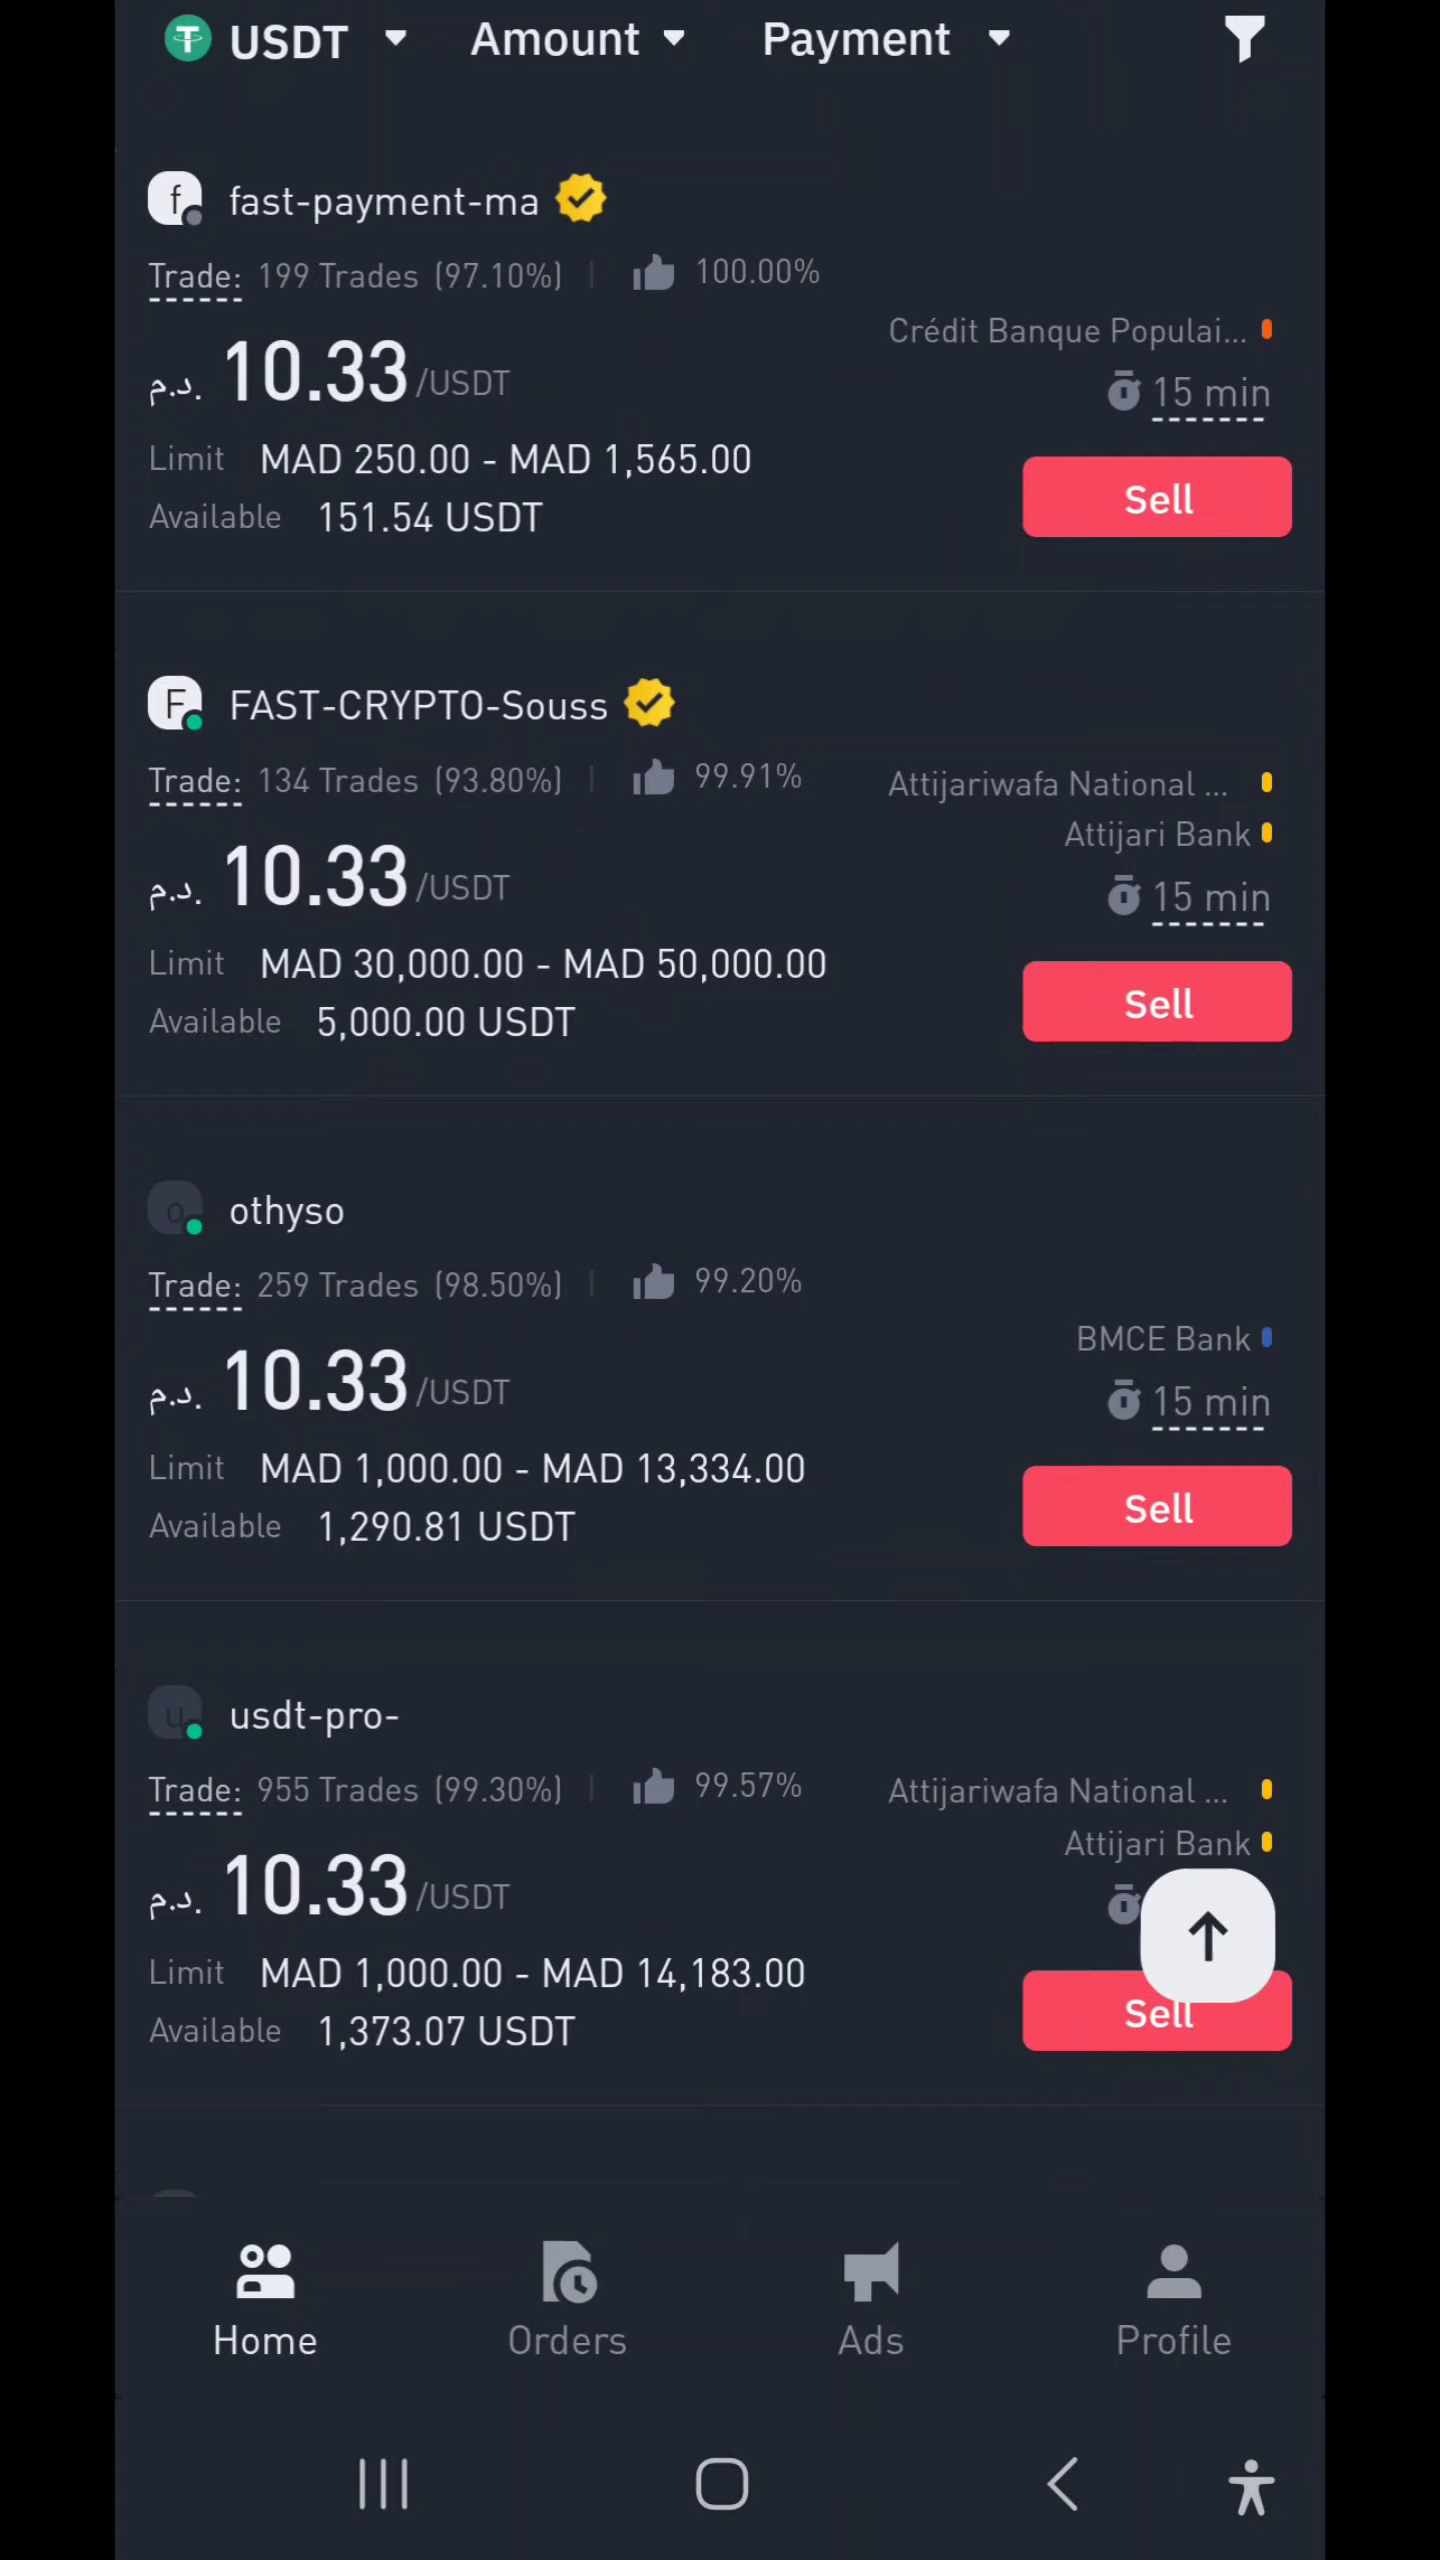 USDT Amount Payment
f fast-payment-ma
Trade: 199 Trades (97.10%) 100.00%
Crédit Banque Populai...
د.م. 10.33 /USDT
15 min
Limit MAD 250.00 - MAD 1,565.00
Available 151.54 USDT
Sell
F FAST-CRYPTO-Souss
Trade: 134 Trades (93.80%) 99.91%
Attijariwafa National ...
Attijari Bank
د.م. 10.33 /USDT
15 min
Limit MAD 30,000.00 - MAD 50,000.00
Available 5,000.00 USDT
Sell
o othyso
Trade: 259 Trades (98.50%) 99.20%
BMCE Bank
د.م. 10.33 /USDT
15 min
Limit MAD 1,000.00 - MAD 13,334.00
Available 1,290.81 USDT
Sell
u usdt-pro-
Trade: 955 Trades (99.30%) 99.57%
Attijariwafa National ...
Attijari Bank
د.م. 10.33 /USDT
Limit MAD 1,000.00 - MAD 14,183.00
Available 1,373.07 USDT
Sell
Home Orders Ads Profile